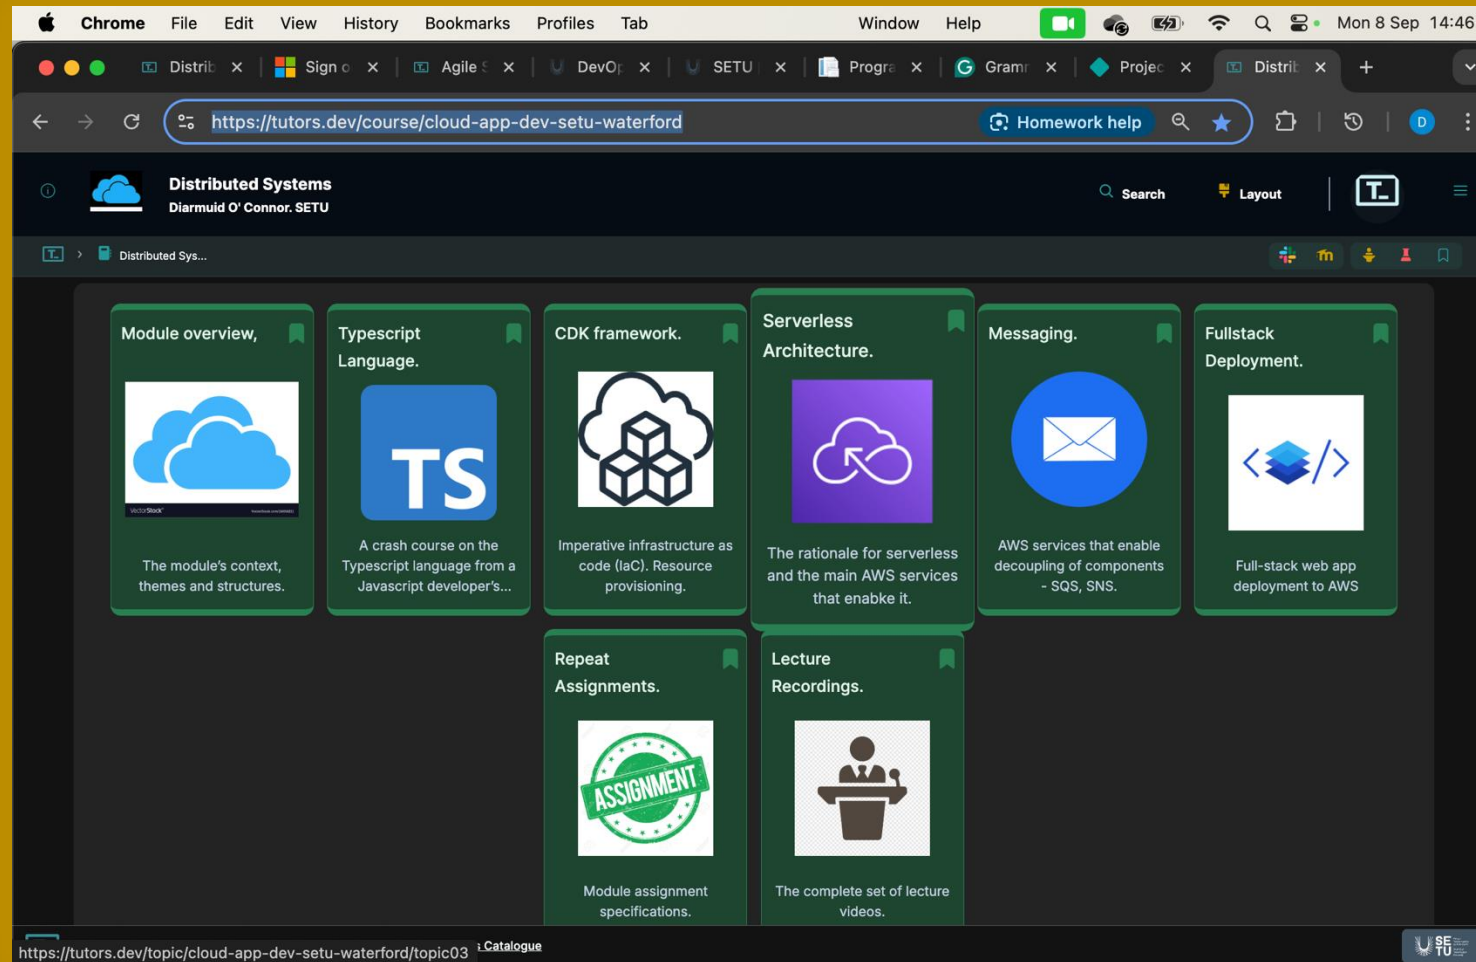 Chrome File Edit View History Bookmarks Profiles Tab Window Help Mon 8 Sep 14:46
Distrib Sign o Agile S DevOp SETU Progra Gramr Projec Distrib
https://tutors.dev/course/cloud-app-dev-setu-waterford Homework help D
Distributed Systems
Diarmuid O' Connor. SETU
Search Layout T_
Distributed Sys...
Module overview,
VectorStock
The module's context,
themes and structures.
Typescript
Language.
TS
A crash course on the
Typescript language from a
Javascript developer's...
CDK framework.
Imperative infrastructure as
code (IaC). Resource
provisioning.
Serverless
Architecture.
The rationale for serverless
and the main AWS services
that enabke it.
Messaging.
AWS services that enable
decoupling of components
- SQS, SNS.
Fullstack
Deployment.
Full-stack web app
deployment to AWS
Repeat
Assignments.
ASSIGNMENT
Module assignment
specifications.
Lecture
Recordings.
The complete set of lecture
videos.
Catalogue
https://tutors.dev/topic/cloud-app-dev-setu-waterford/topic03
SE
TU